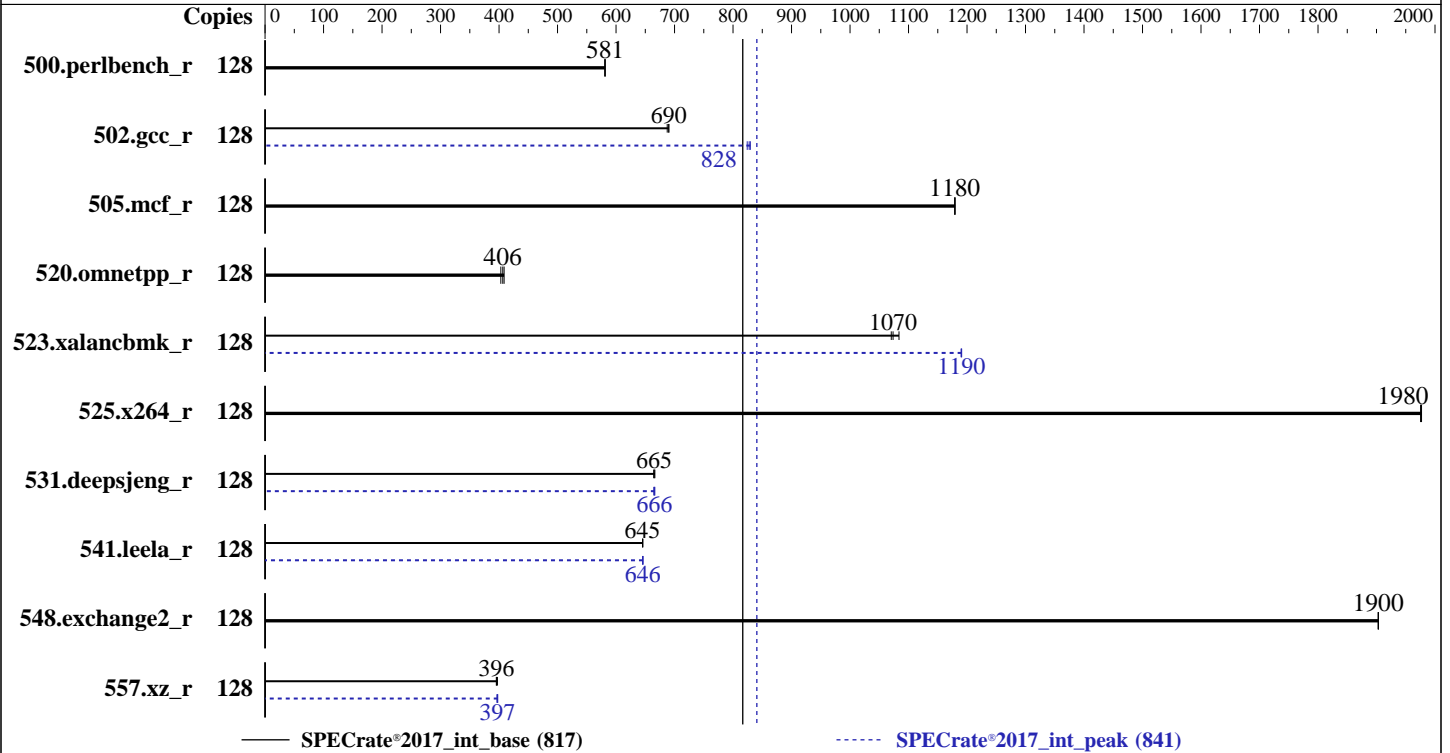 Copies 0 100 200 300 400 500 600 700 800 900 1000 1100 1200 1300 1400 1500 1600 1700 1800 2000
581
500.perlbench_r 128
690
502.gcc_r 128
828
1180
505.mcf_r 128
406
520.omnetpp_r 128
1070
523.xalancbmk_r 128
1190
1980
525.x264_r 128
665
531.deepsjeng_r 128
666
645
541.leela_r 128
646
1900
548.exchange2_r 128
396
557.xz_r 128
397
SPECrate®2017_int_base (817) SPECrate®2017_int_peak (841)